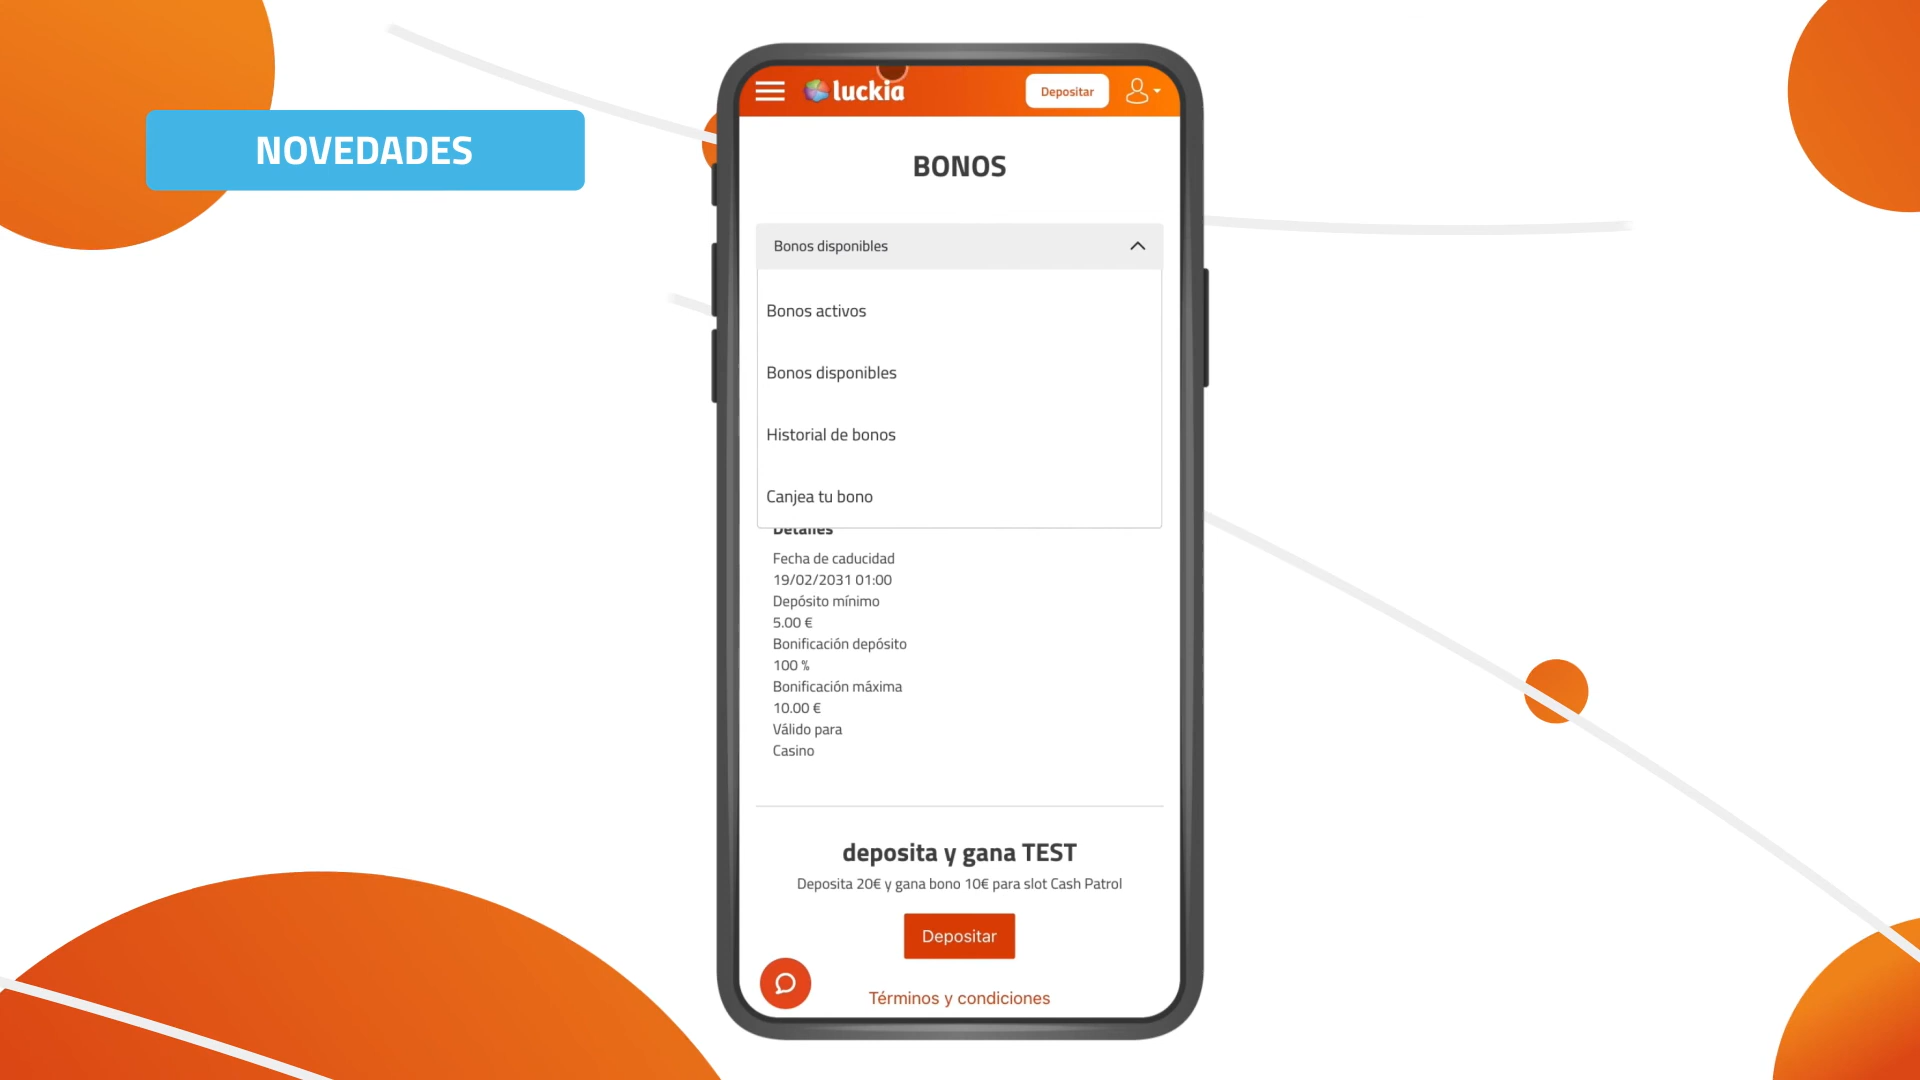 NOVEDADES
luckia
Depositar
BONOS
Bonos disponibles
Bonos activos
Bonos disponibles
Historial de bonos
Canjea tu bono
Detalles
Fecha de caducidad
19/02/2031 01:00
Depósito mínimo
5.00 €
Bonificación depósito
100 %
Bonificación máxima
10.00 €
Válido para
Casino
deposita y gana TEST
Deposita 20€ y gana bono 10€ para slot Cash Patrol
Depositar
Términos y condiciones